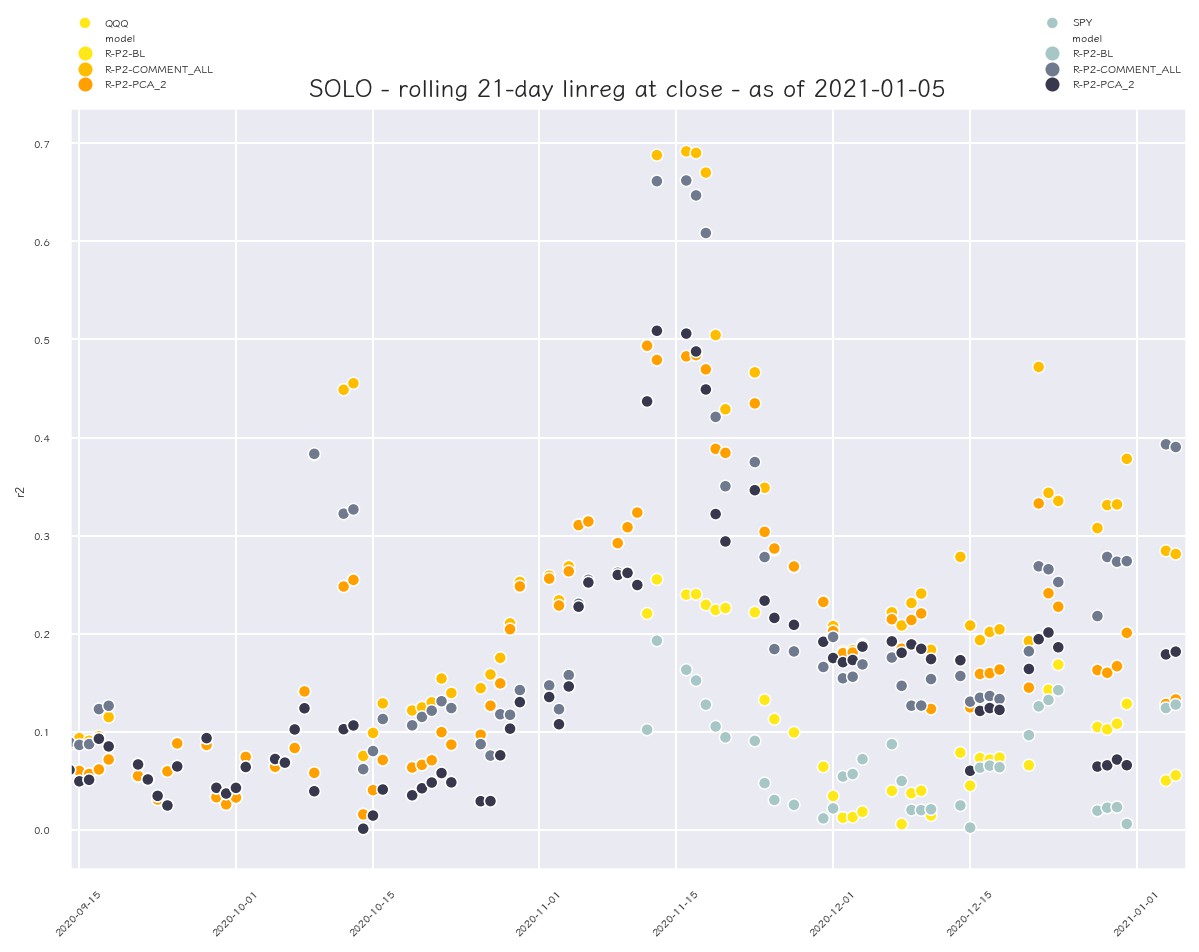 QQQ
model
R-P2-BL
R-P2-COMMENT_ALL
R-P2-PCA_2
SPY
model
R-P2-BL
R-P2-COMMENT_ALL
R-P2-PCA_2
SOLO - rolling 21-day linreg at close - as of 2021-01-05
0.7
0.6
0.5
0.4
0.3
0.2
0.1
0.0
r2
2020-09-15
2020-10-01
2020-10-15
2020-11-01
2020-11-15
2020-12-01
2020-12-15
2021-01-01